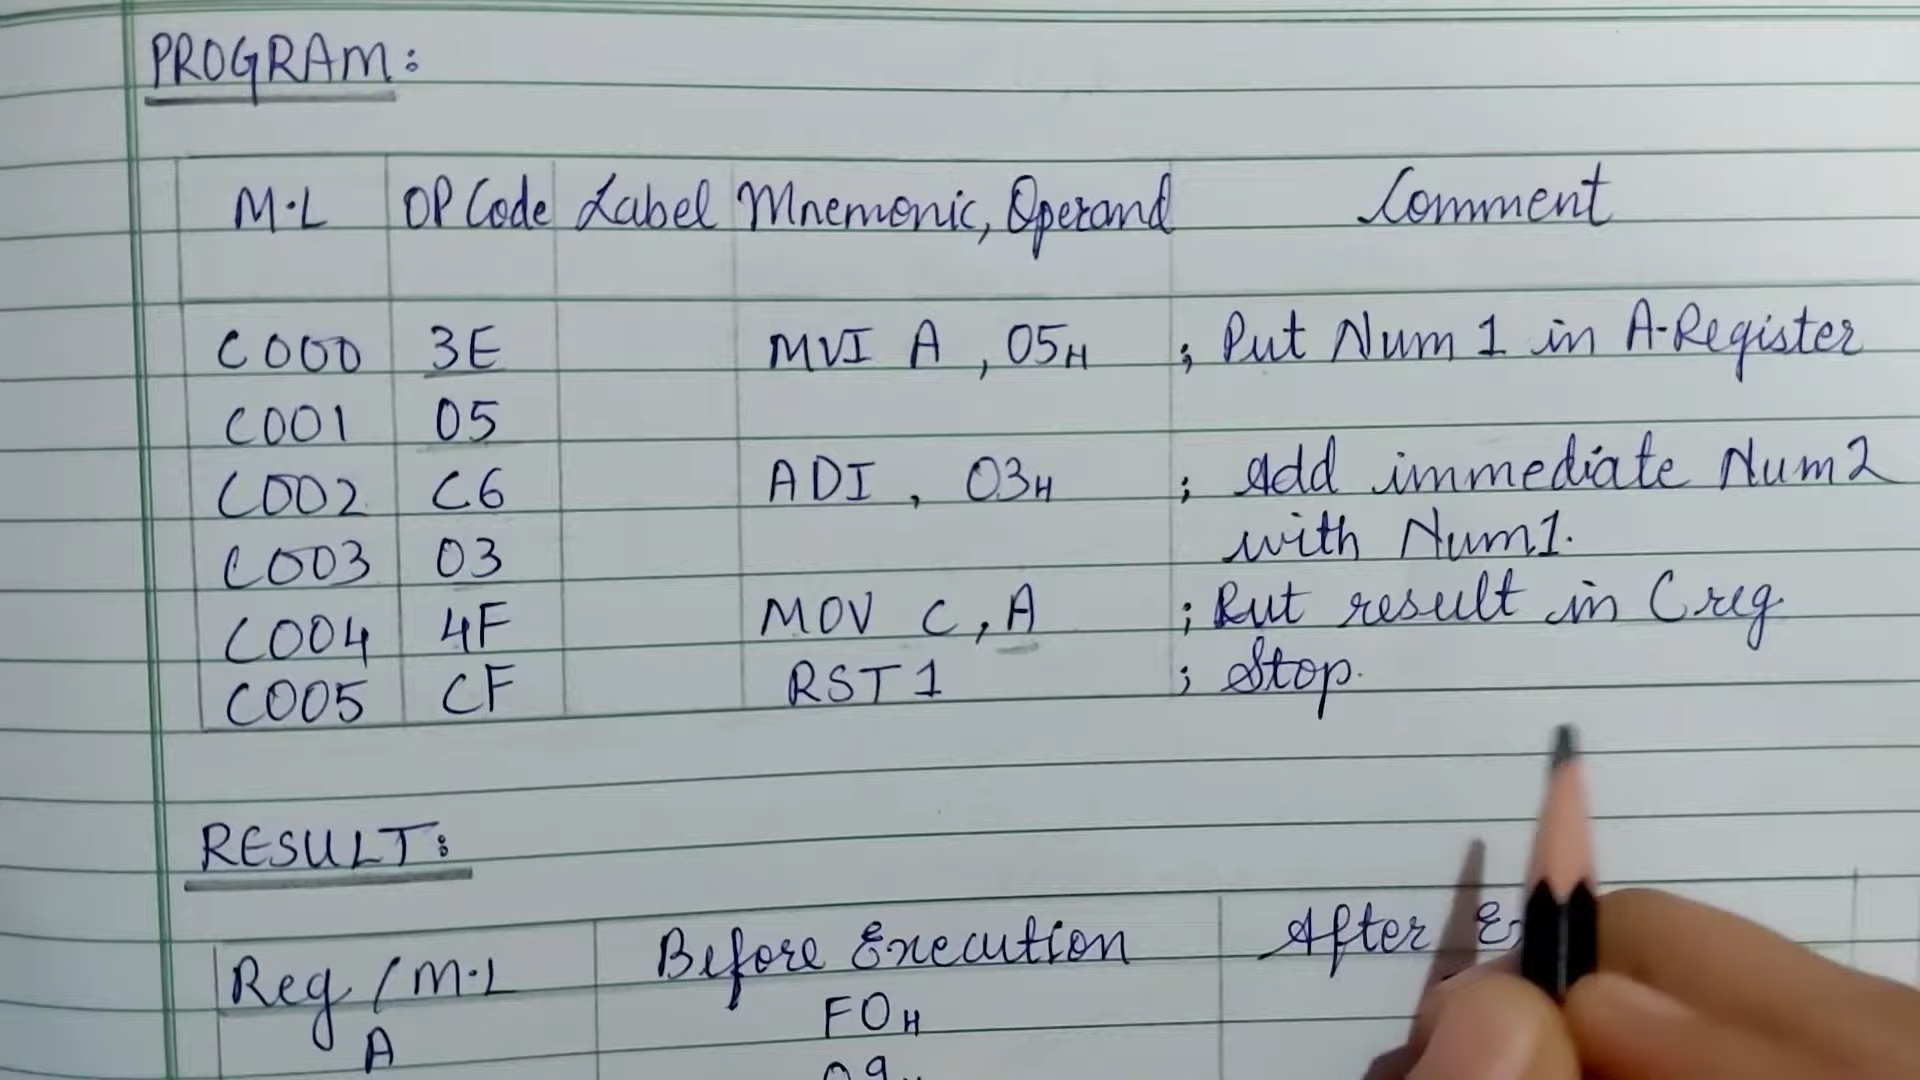 PROGRAM:
M.L OP Code Label Mnemonic, Operand Comment
C000 3E MVI A, 05H ; Put Num 1 in A-Register
C001 05
C002 C6 ADI, 03H ; Add immediate Num2
C003 03 with Num1.
C004 4F MOV C, A ; Put result in C reg
C005 CF RST 1 ; Stop.
RESULT:
Reg / M.L Before Execution After
A F0H